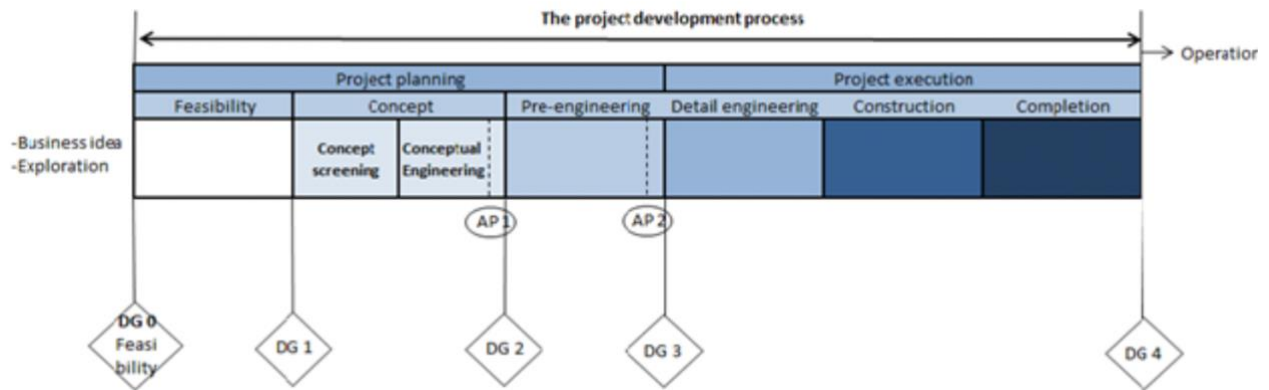 The project development process
Operation
Project planning
Project execution
Feasibility
Concept
Pre-engineering
Detail engineering
Construction
Completion
-Business idea
-Exploration
Concept
screening
Conceptual
Engineering
AP 1
AP 2
DG 0
Feasi
bility
DG 1
DG 2
DG 3
DG 4